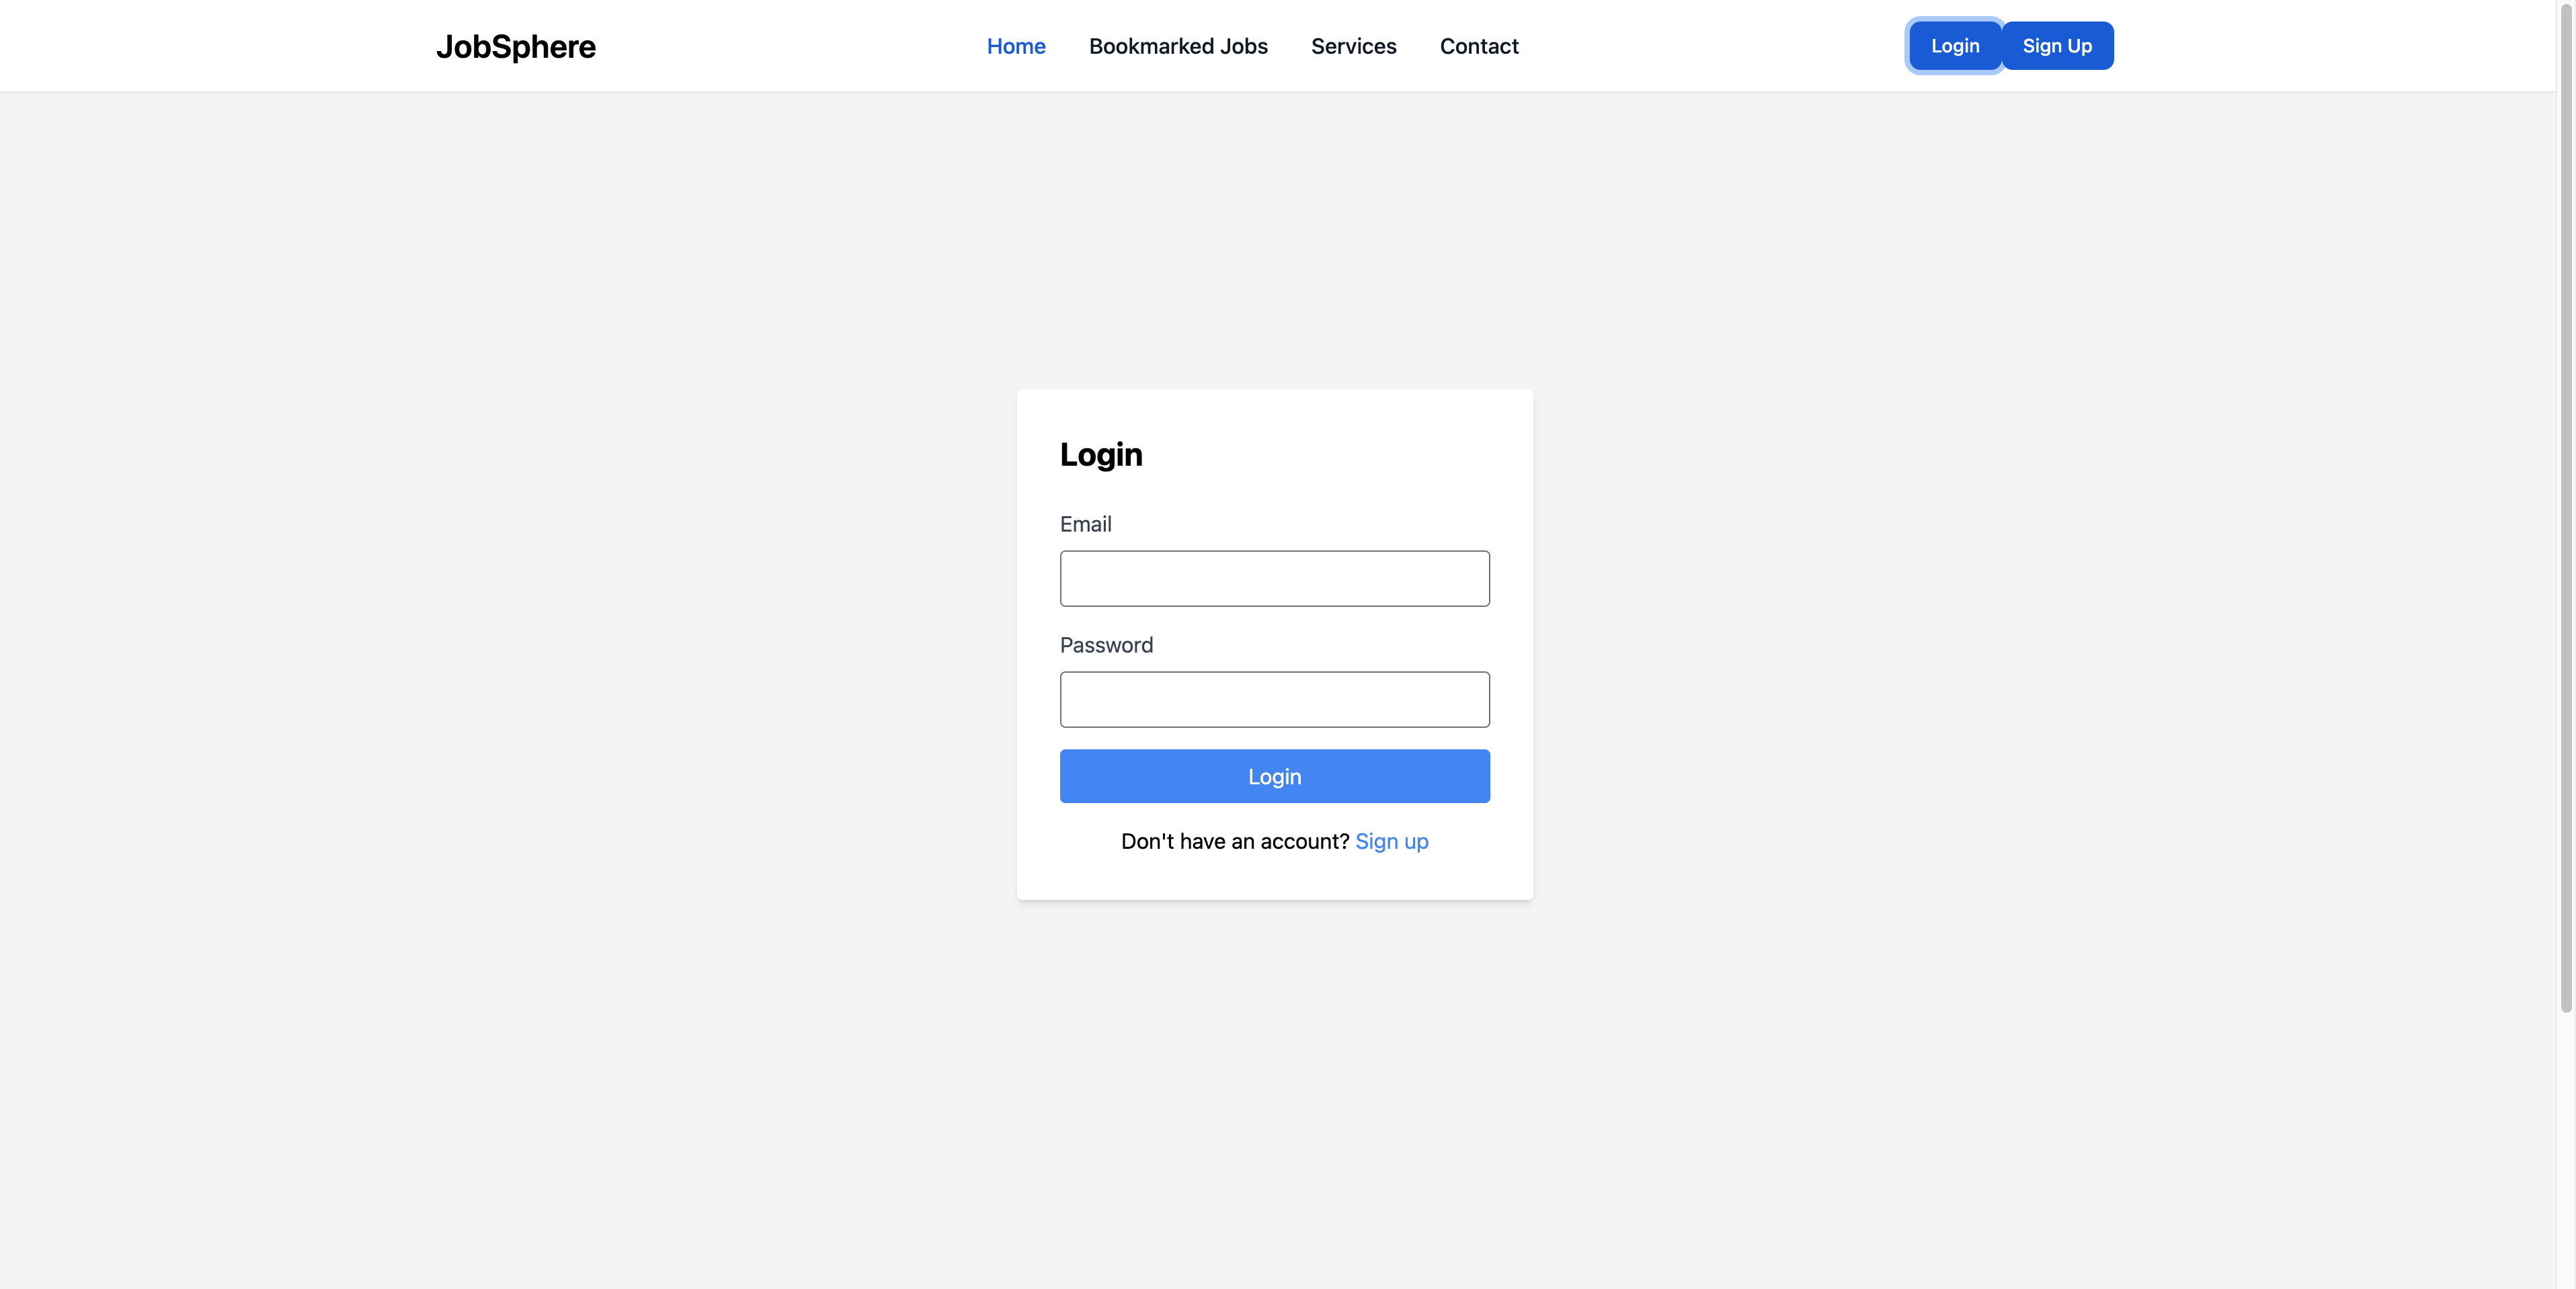 JobSphere
Home Bookmarked Jobs Services Contact
Login Sign Up
Login
Email
Password
Login
Don't have an account? Sign up